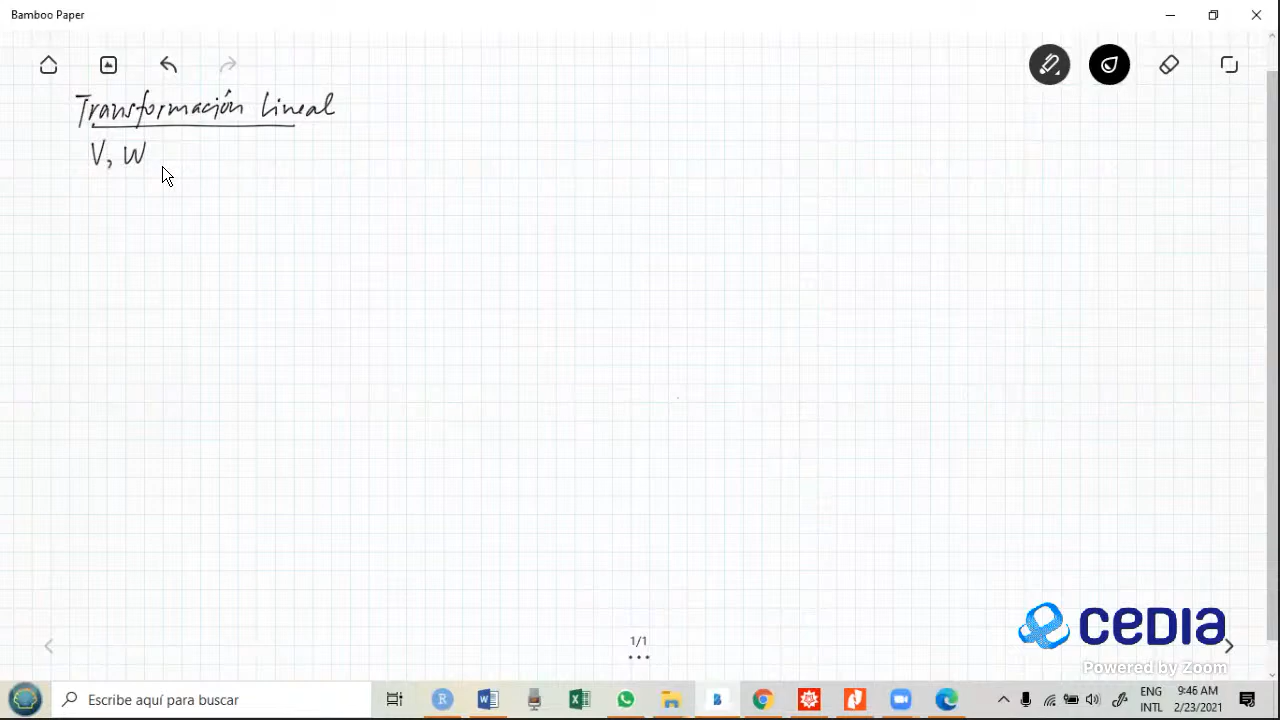 Bamboo Paper
Transformación Lineal
V, W
1/1
CEDIA
Powered by Zoom
Escribe aquí para buscar
ENG
INTL
9:46 AM
2/23/2021